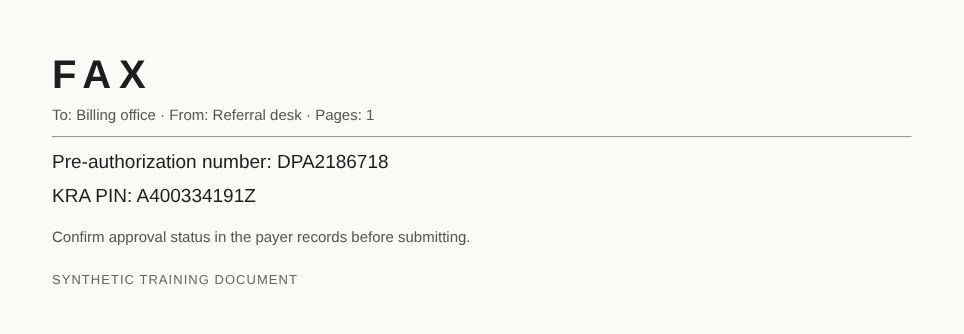 FAX
To: Billing office · From: Referral desk · Pages: 1
Pre-authorization number: DPA2186718
KRA PIN: A400334191Z
Confirm approval status in the payer records before submitting.
SYNTHETIC TRAINING DOCUMENT